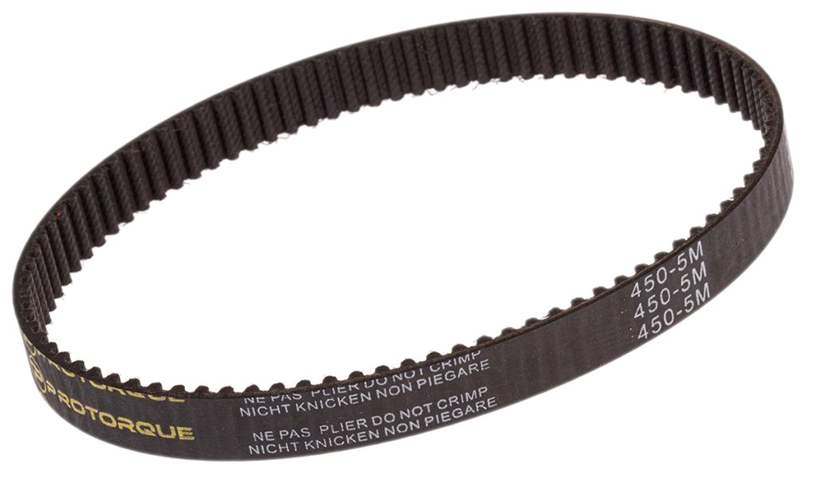 PROTORQUE
PROTORQUE
NE PAS PLIER DO NOT CRIMP
NICHT KNICKEN NON PIEGARE
NE PAS PLIER DO NOT CRIMP
NICHT KNICKEN NON PIEGARE
450-5M
450-5M
450-5M